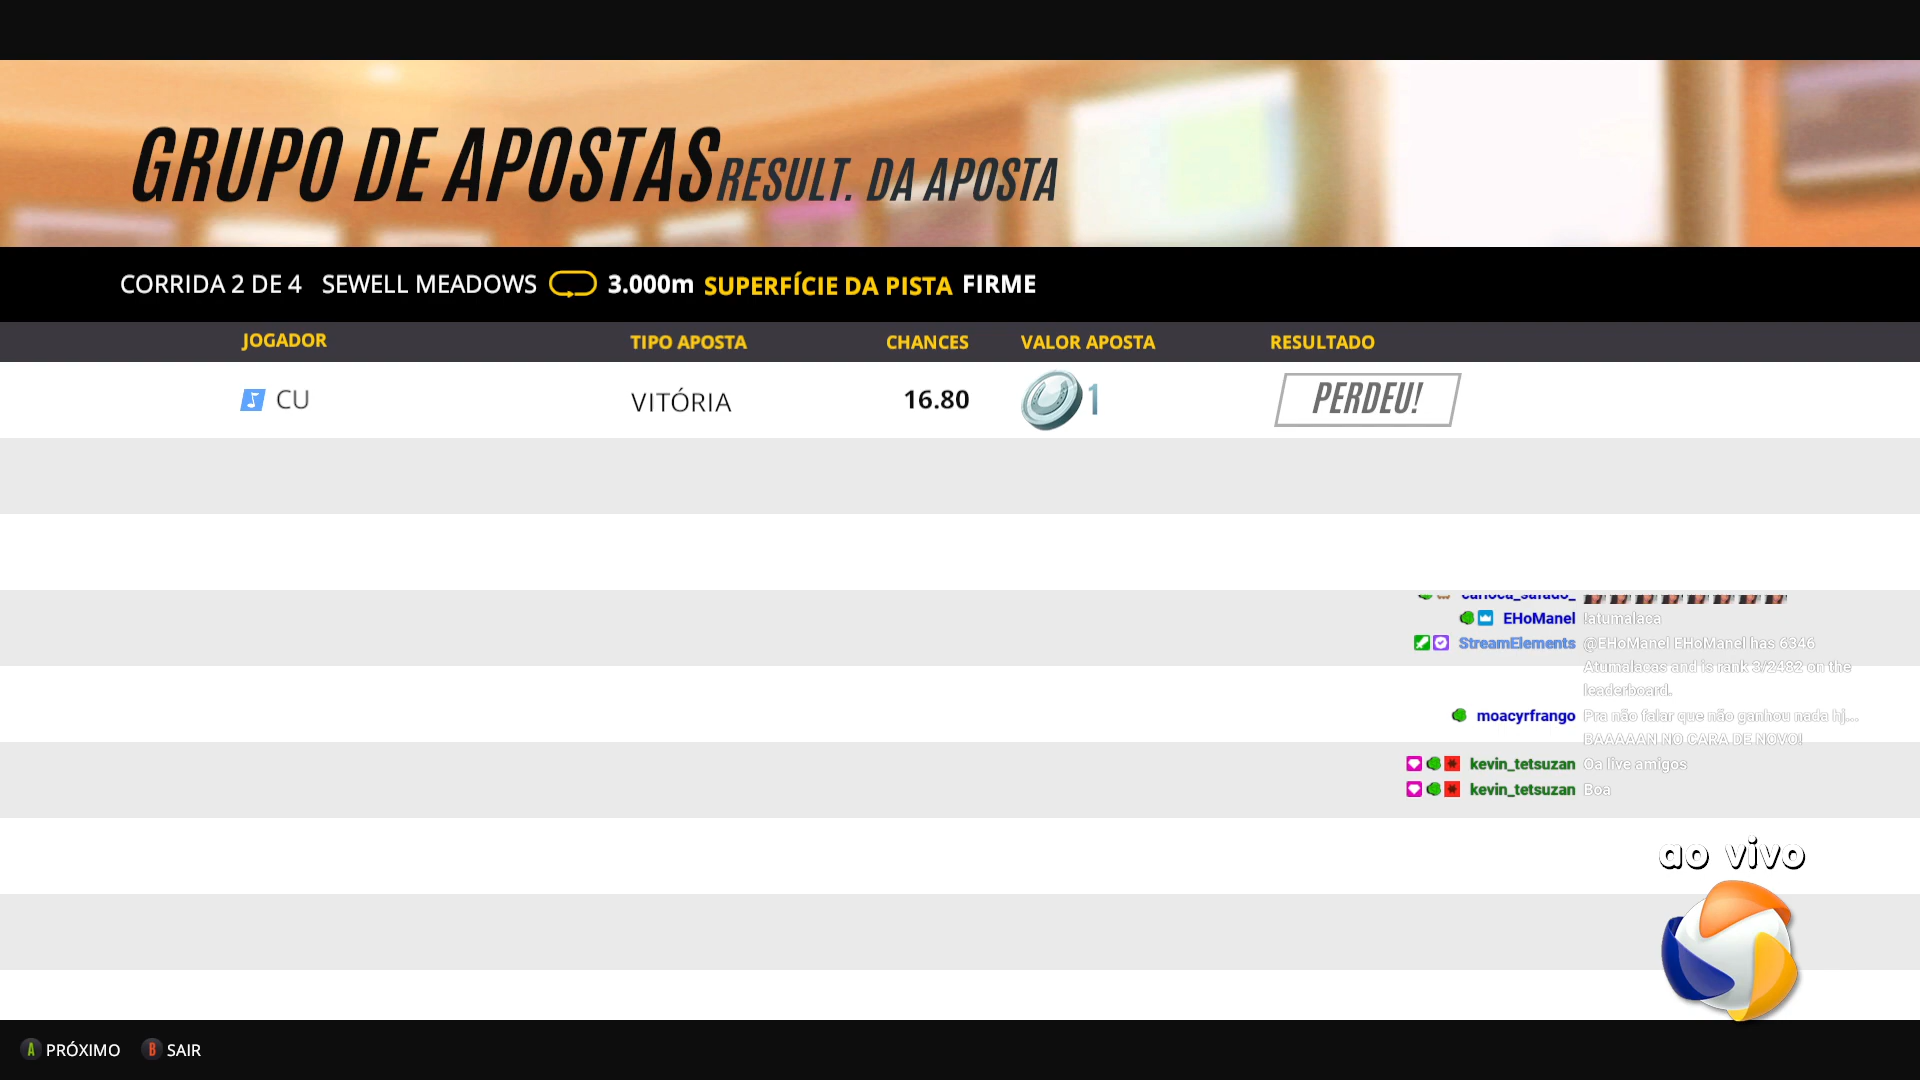 GRUPO DE APOSTAS RESULT. DA APOSTA
CORRIDA 2 DE 4 SEWELL MEADOWS 3.000m SUPERFÍCIE DA PISTA FIRME
JOGADOR TIPO APOSTA CHANCES VALOR APOSTA RESULTADO
CU VITÓRIA 16.80 1 PERDEU!
carioca_safado_
EHoManel !atumalaca
StreamElements @EHoManel EHoManel has 6346
Atumalacas and is rank 3/2482 on the
leaderboard.
moacyrfrango Pra não falar que não ganhou nada hj...
BAAAAAN NO CARA DE NOVO!
kevin_tetsuzan Oa live amigos
kevin_tetsuzan Boa
ao vivo
A PRÓXIMO B SAIR